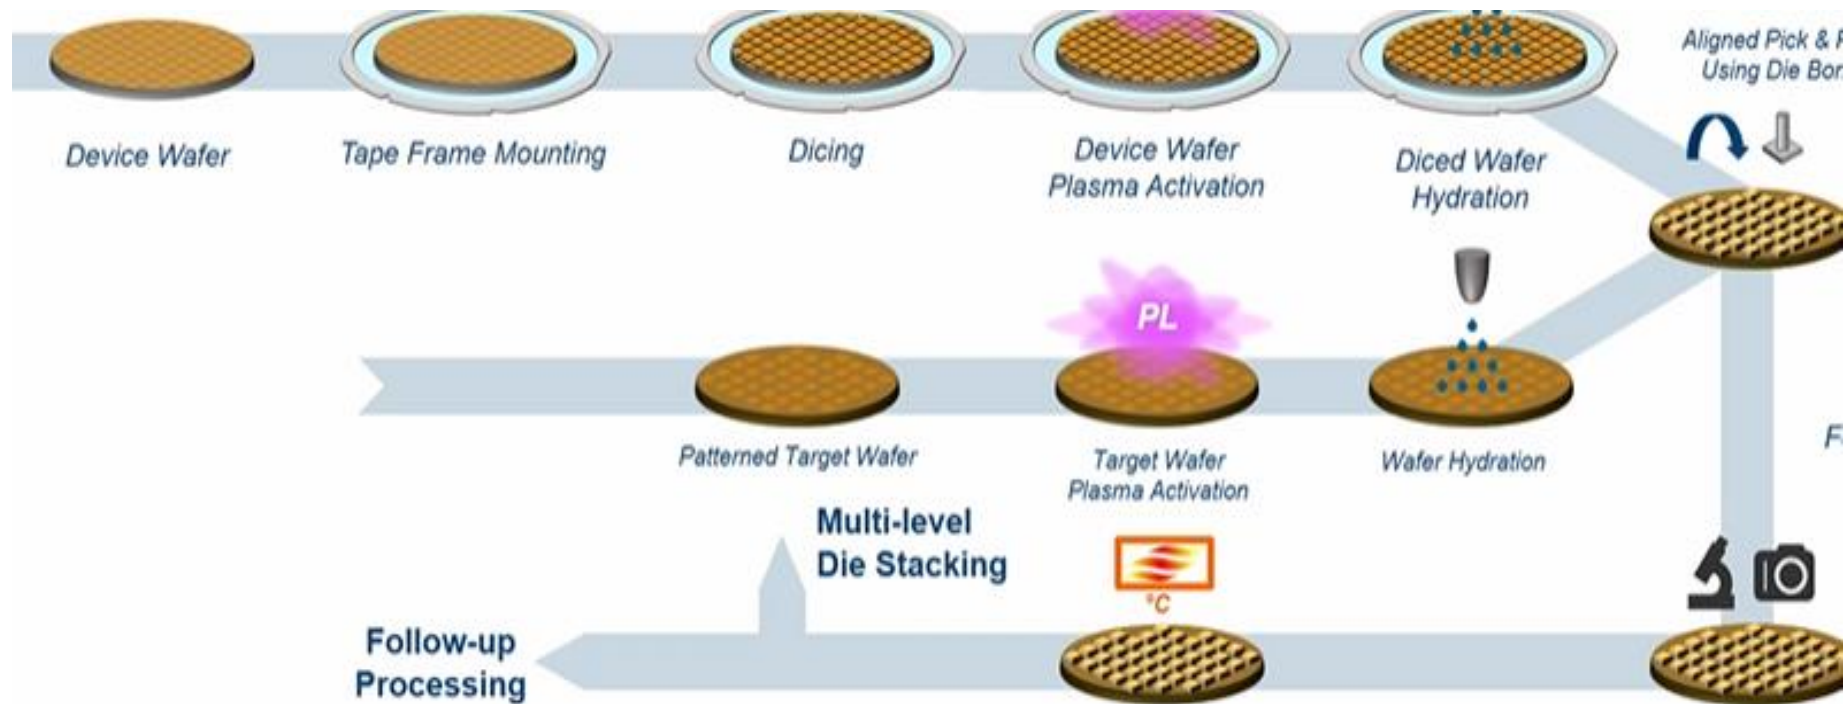 Aligned Pick &
Using Die
Device Wafer
Tape Frame Mounting
Dicing
Device Wafer
Plasma Activation
Diced Wafer
Hydration
PL
Patterned Target Wafer
Target Wafer
Plasma Activation
Wafer Hydration
Multi-level
Die Stacking
°C
Follow-up
Processing